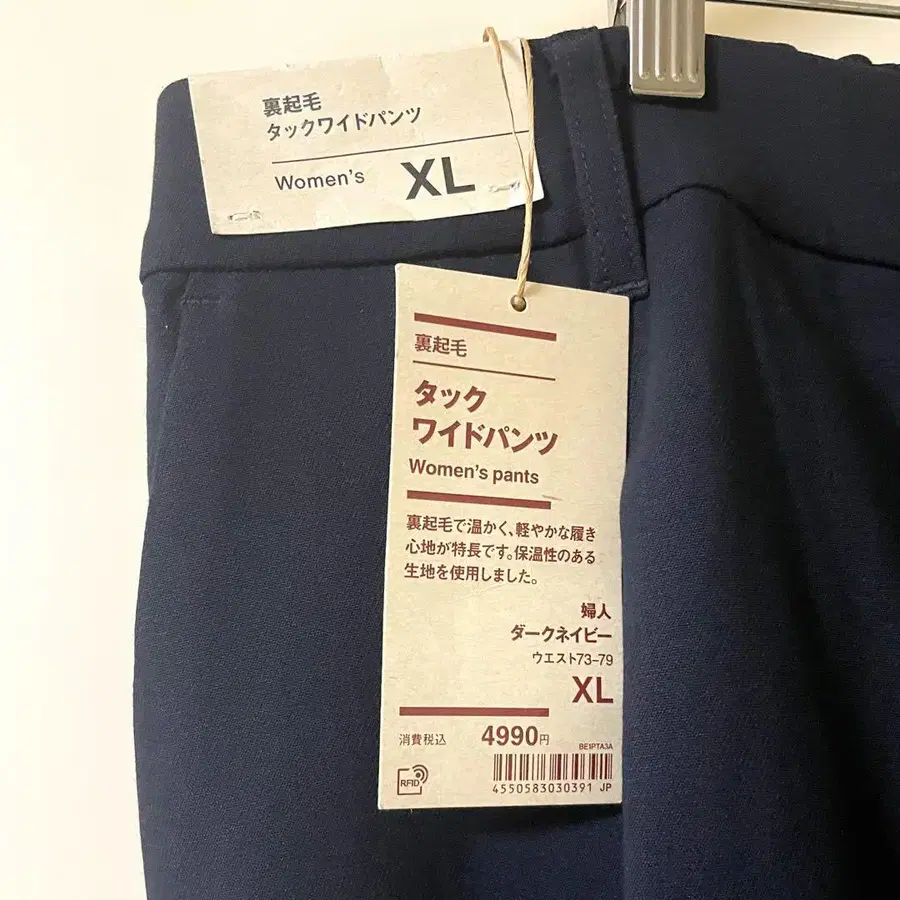 裏起毛
タックワイドパンツ
Women's XL
裏起毛
タック
ワイドパンツ
Women's pants
裏起毛で温かく、軽やかな履き
心地が特長です。保温性のある
生地を使用しました。
婦人
ダークネイビー
ウエスト73-79
XL
消費税込 4990円
BE1PTA3A
RFID
4550583030391 JP